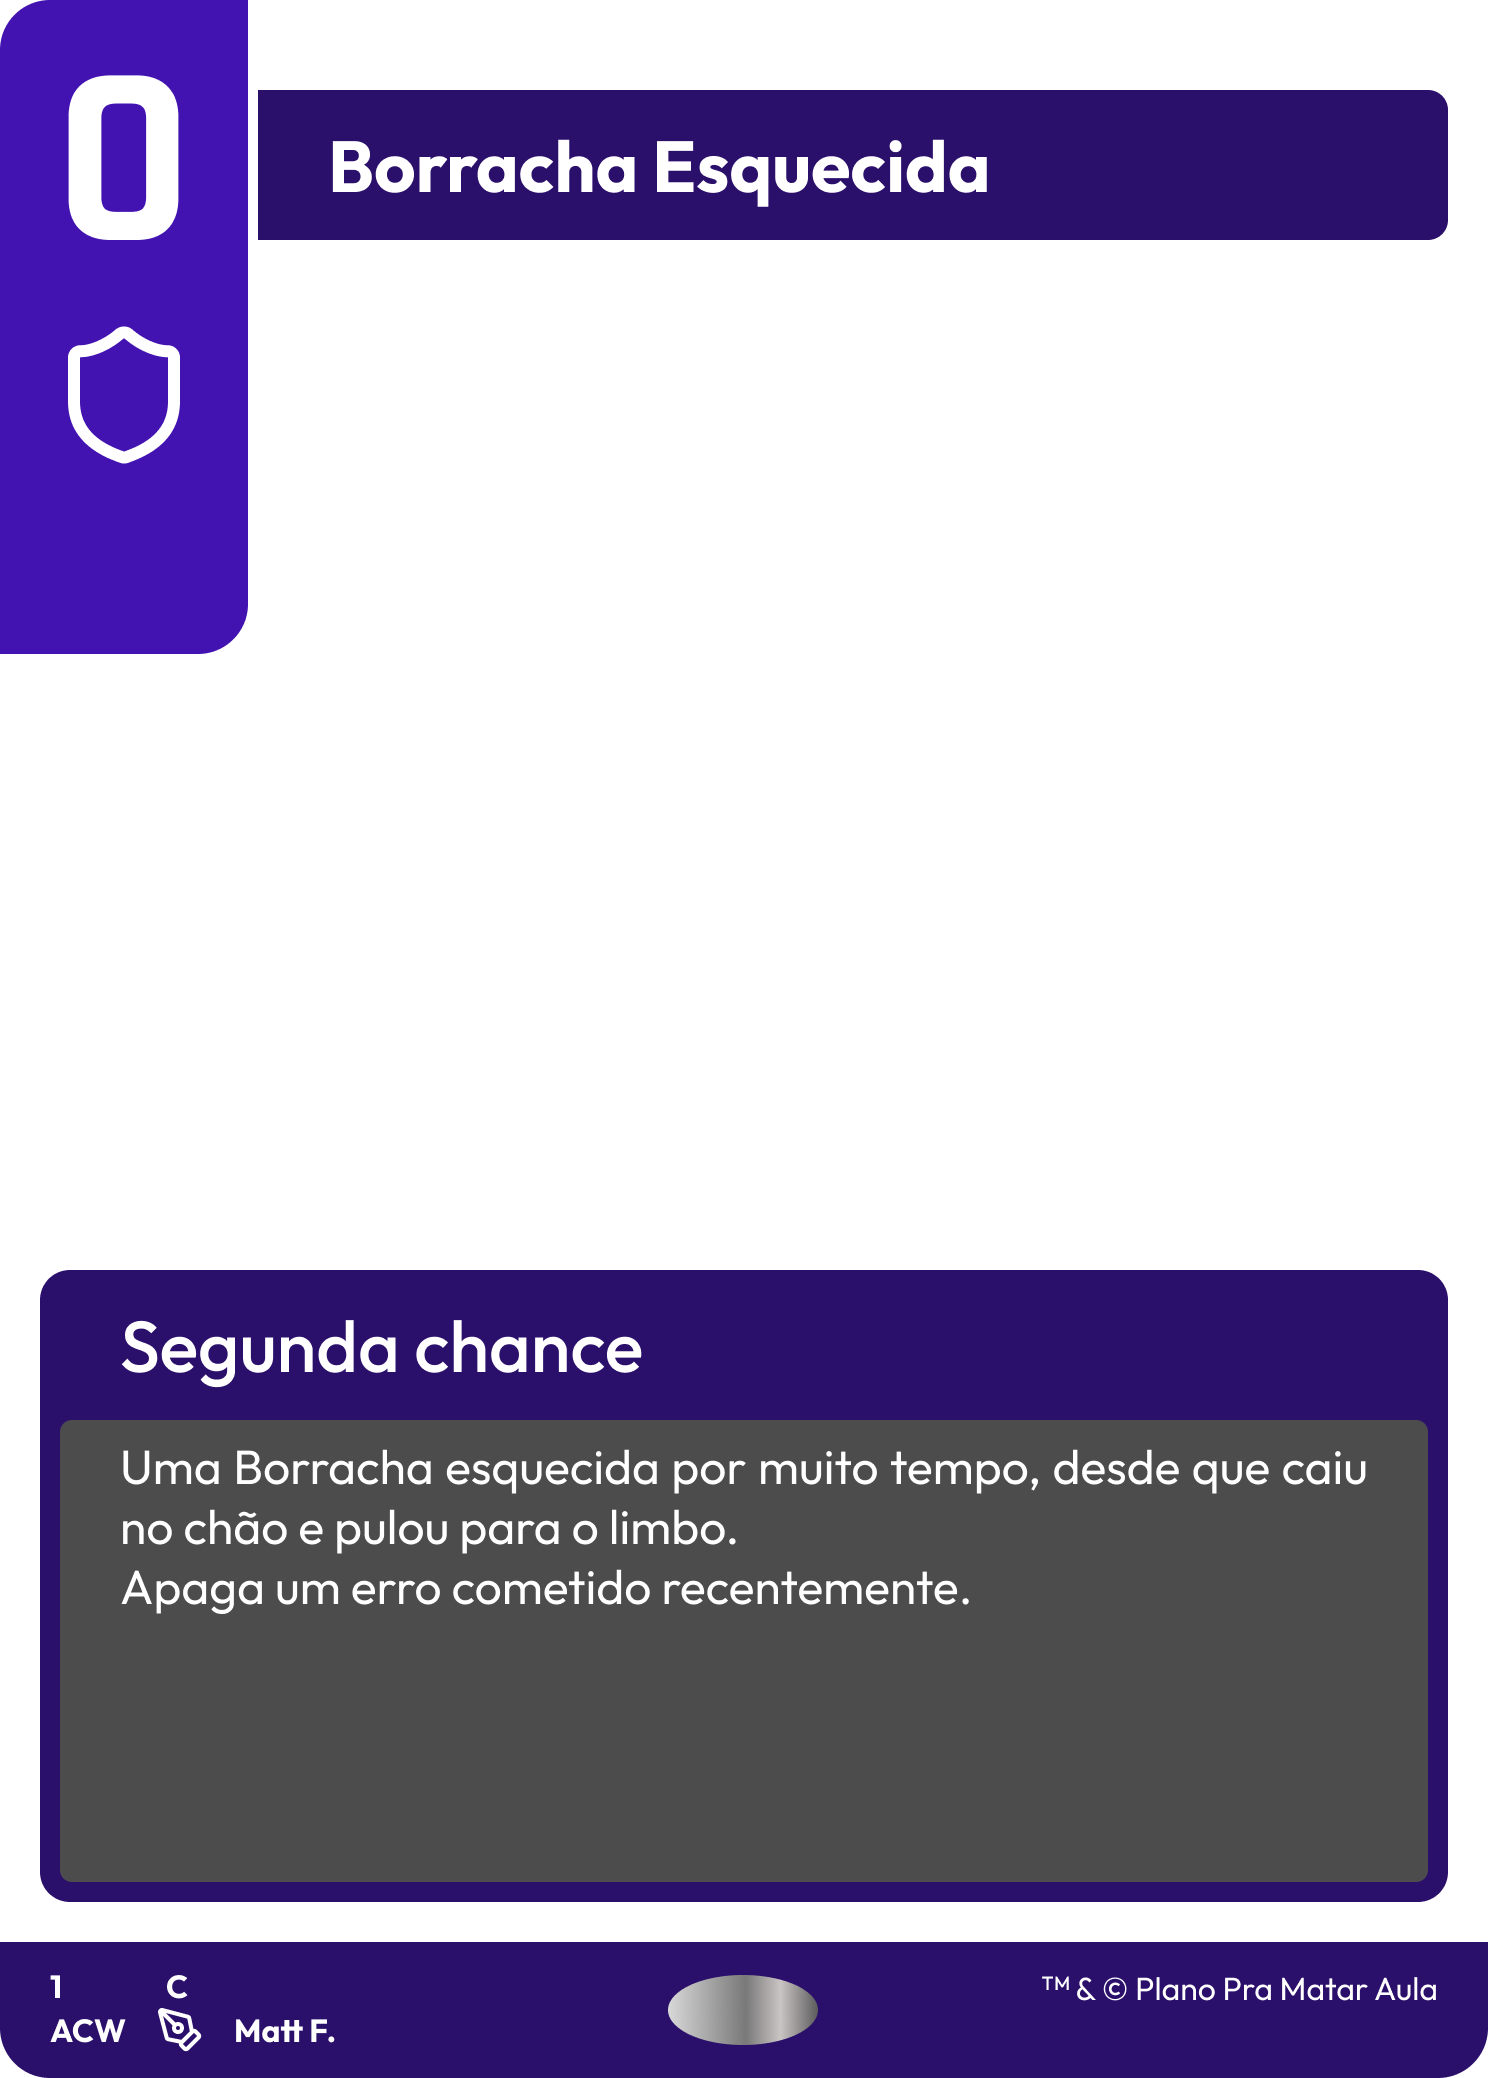 0
Borracha Esquecida
Segunda chance
Uma Borracha esquecida por muito tempo, desde que caiu
no chão e pulou para o limbo.
Apaga um erro cometido recentemente.
1 C
ACW Matt F.
™ & © Plano Pra Matar Aula